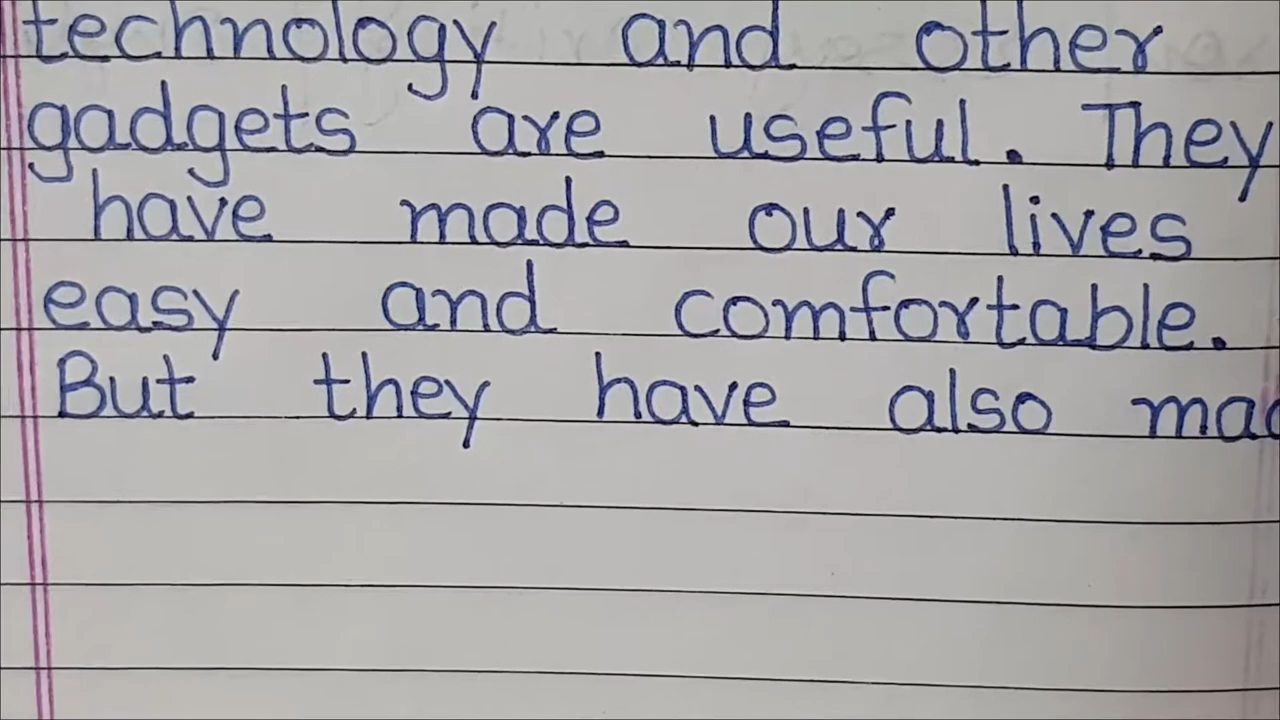 technology and other
gadgets are useful. They
have made our lives
easy and comfortable.
But they have also